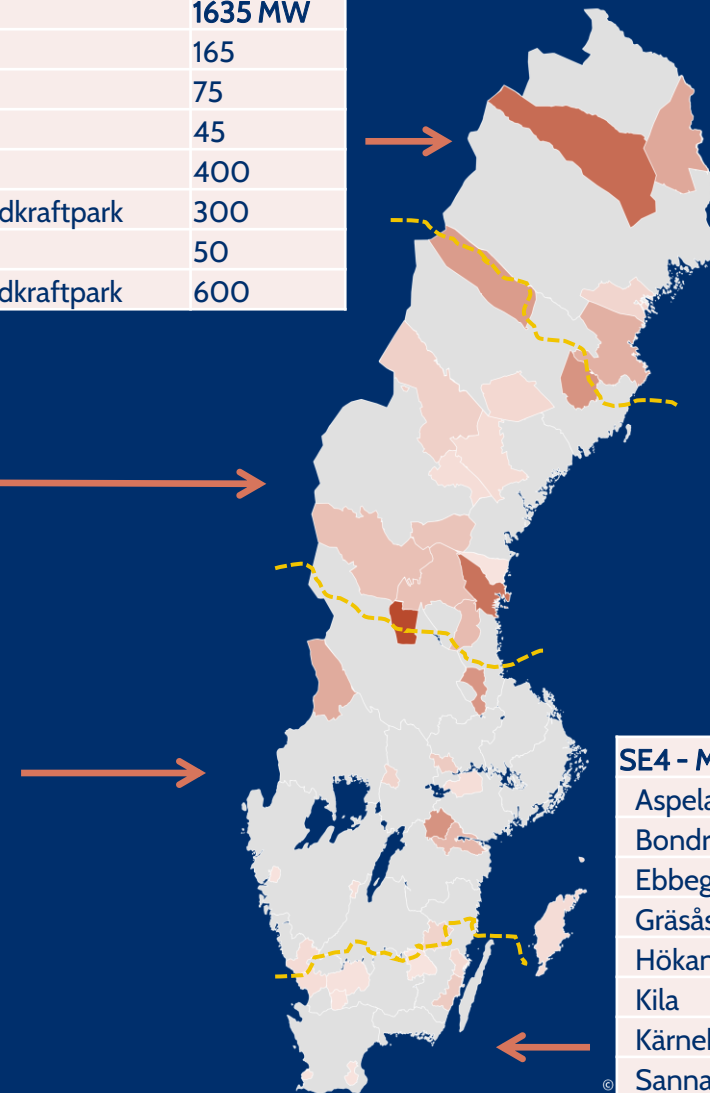 1635 MW
165
75
45
400
dkraftpark 300
50
dkraftpark 600
SE4 - M
Aspela
Bondr
Ebbeg
Gräsås
Hökan
Kila
Kärnel
Sanna
©